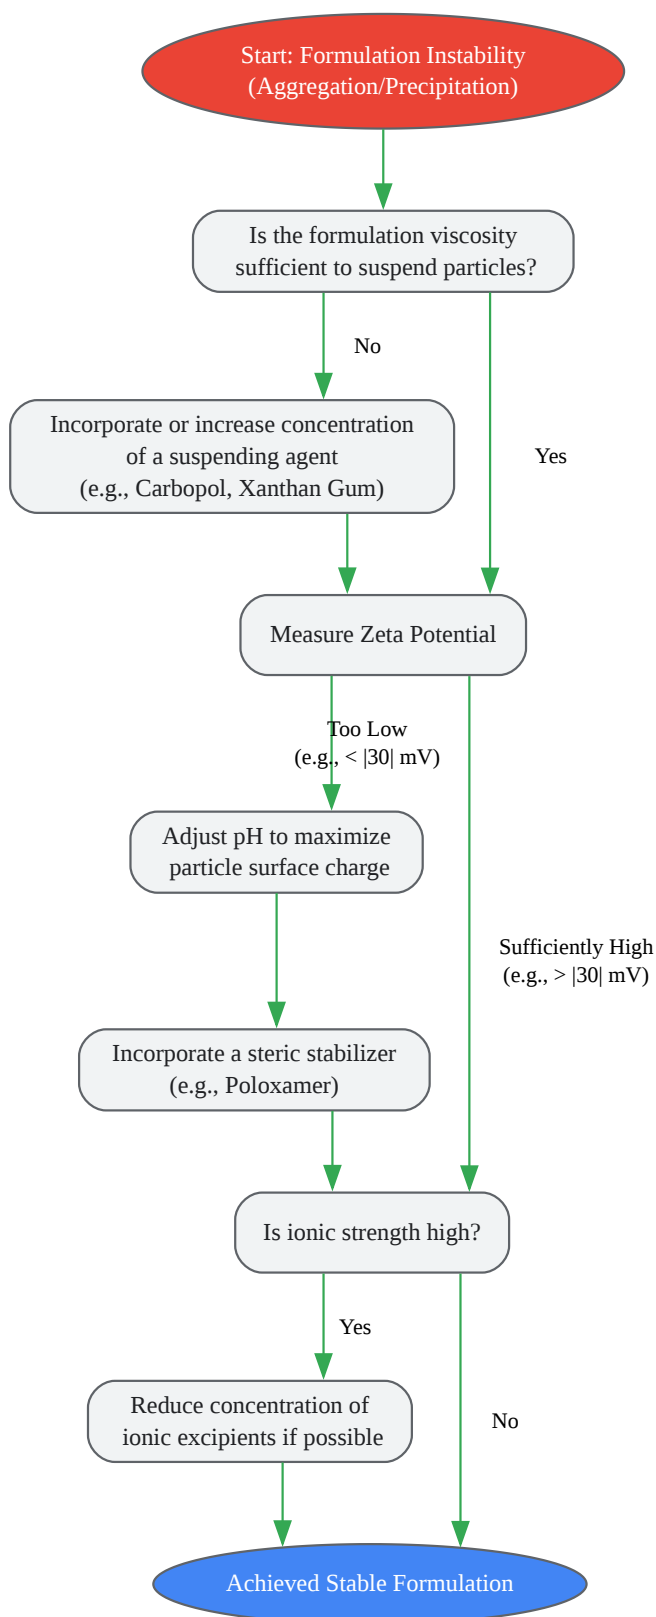 Start: Formulation Instability
(Aggregation/Precipitation)
Is the formulation viscosity
sufficient to suspend particles?
No
Incorporate or increase concentration
of a suspending agent
(e.g., Carbopol, Xanthan Gum)
Yes
Measure Zeta Potential
Too Low
(e.g., < |30| mV)
Adjust pH to maximize
particle surface charge
Sufficiently High
(e.g., > |30| mV)
Incorporate a steric stabilizer
(e.g., Poloxamer)
Is ionic strength high?
Yes
Reduce concentration of
ionic excipients if possible
No
Achieved Stable Formulation